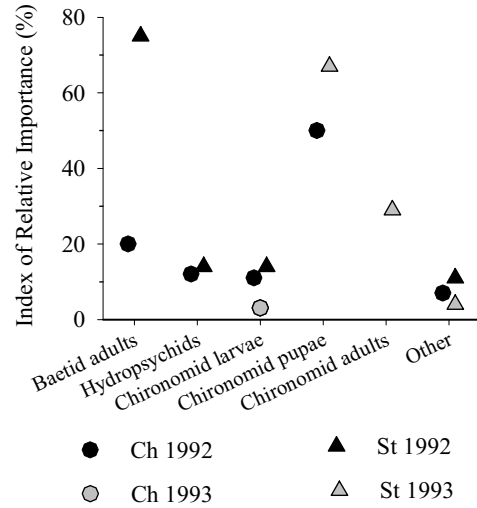 Index of Relative Importance (%)
80
60
40
20
0
Baetid adults
Hydropsychids
Chironomid larvae
Chironomid pupae
Chironomid adults
Other
Ch 1992
St 1992
Ch 1993
St 1993